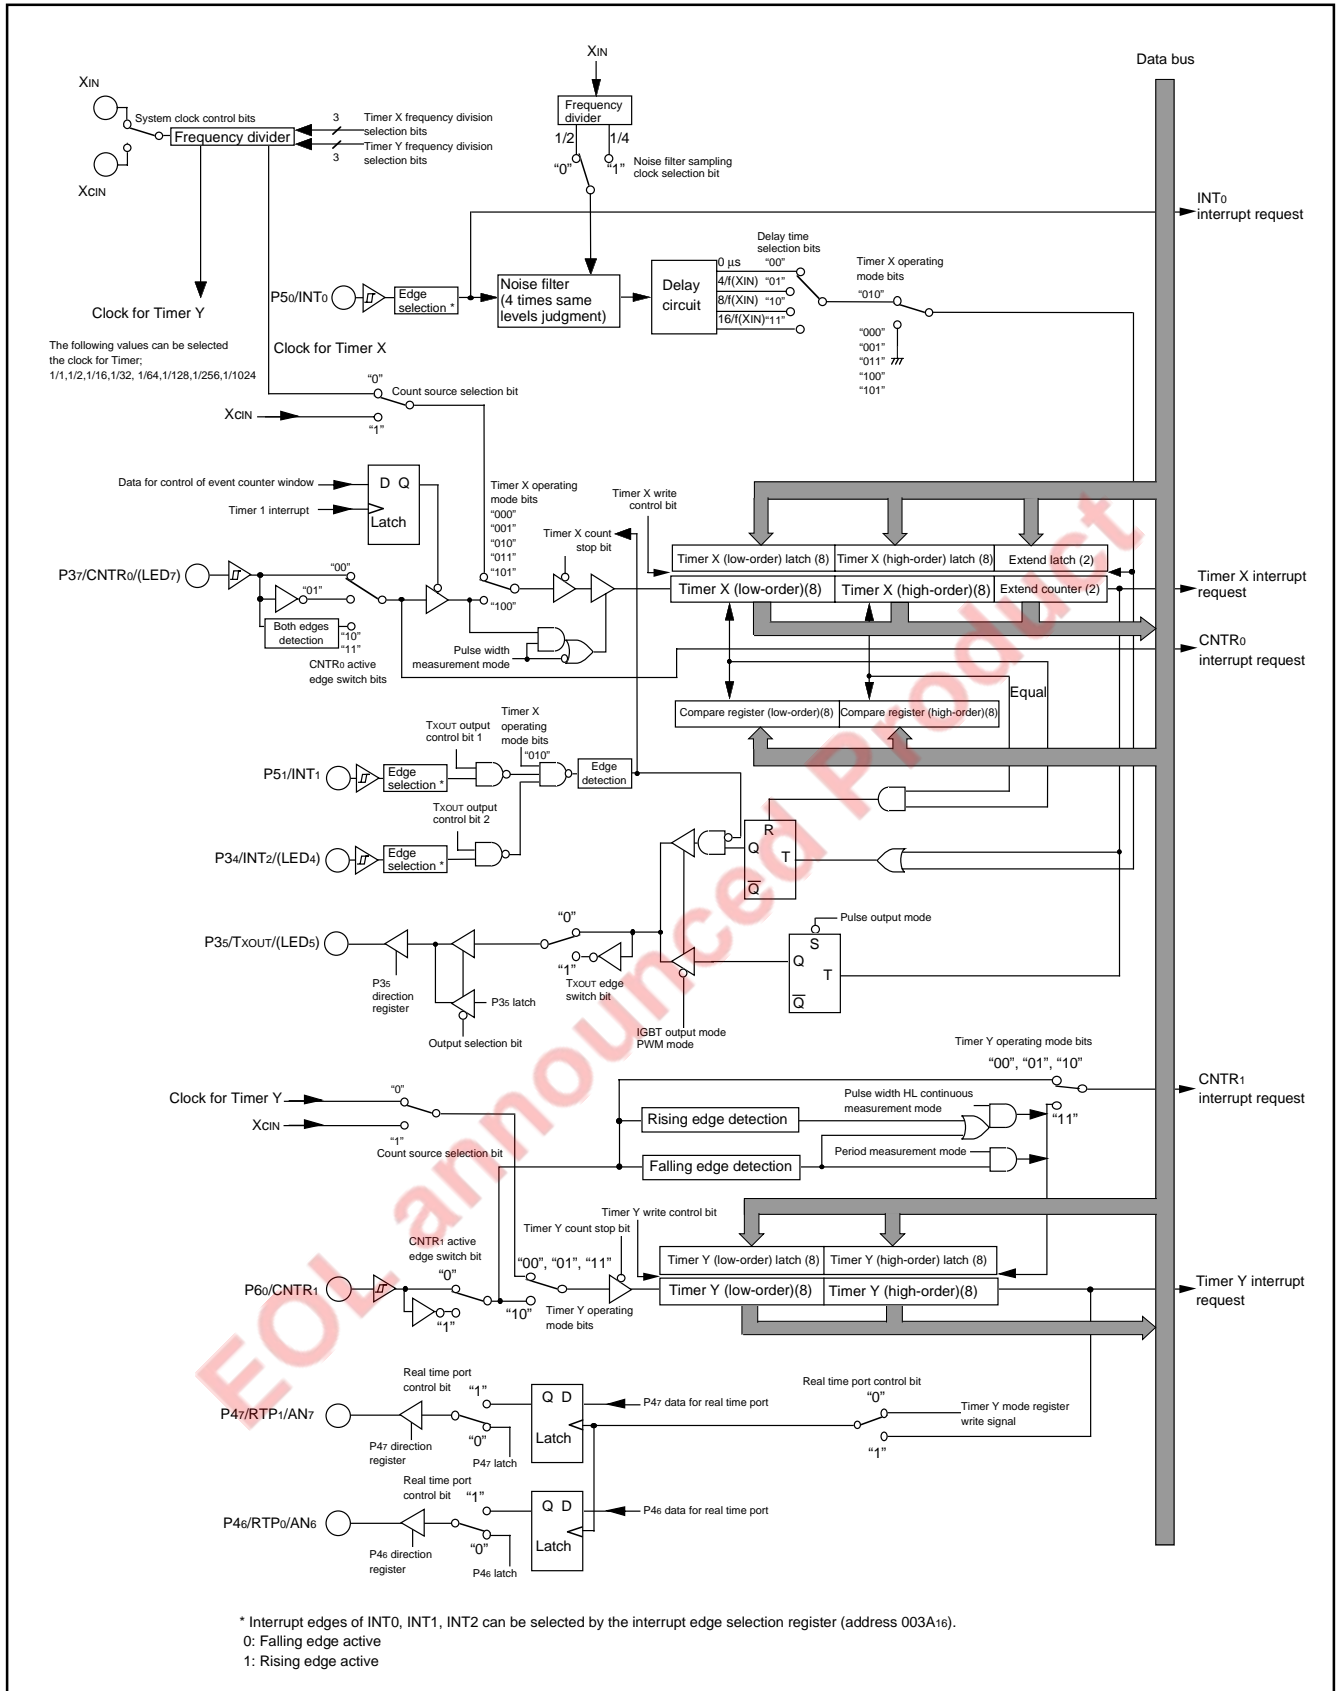 XIN
Data bus
XIN
System clock control bits
Frequency divider
3
Timer X frequency division
selection bits
Timer Y frequency division
selection bits
3
XCIN
Frequency
divider
1/2
1/4
“0”
“1”
Noise filter sampling
clock selection bit
INT0
interrupt request
Delay time
selection bits
0 µs “00”
4/f(XIN) “01”
8/f(XIN) “10”
16/f(XIN) “11”
Timer X operating
mode bits
“010”
“000”
“001”
“011”
“100”
“101”
P50/INT0
Edge
selection *
Noise filter
(4 times same
levels judgment)
Delay
circuit
Clock for Timer Y
The following values can be selected
the clock for Timer;
1/1,1/2,1/16,1/32, 1/64,1/128,1/256,1/1024
Clock for Timer X
“0”
Count source selection bit
XCIN
“1”
Data for control of event counter window
D Q
Timer 1 interrupt
Latch
Timer X operating
mode bits
“000”
“001”
“010”
“011”
“101”
“100”
Timer X write
control bit
Timer X count
stop bit
Timer X (low-order) latch (8)
Timer X (high-order) latch (8)
Extend latch (2)
P37/CNTR0/(LED7)
“00”
“01”
Both edges
detection
“10”
“11”
CNTR0 active
edge switch bits
Pulse width
measurement mode
Timer X (low-order)(8)
Timer X (high-order)(8)
Extend counter (2)
Timer X interrupt
request
CNTR0
interrupt request
Equal
Compare register (low-order)(8)
Compare register (high-order)(8)
TXOUT output
control bit 1
Timer X
operating
mode bits
“010”
P51/INT1
Edge
selection *
Edge
detection
TXOUT output
control bit 2
P34/INT2/(LED4)
Edge
selection *
R
Q
T
Q
P35/TXOUT/(LED5)
“0”
“1”
TXOUT edge
switch bit
P35
direction
register
P35 latch
Output selection bit
Pulse output mode
S
Q
T
Q
IGBT output mode
PWM mode
Timer Y operating mode bits
“00”, “01”, “10”
CNTR1
interrupt request
Clock for Timer Y
“0”
XCIN
“1”
Count source selection bit
Pulse width HL continuous
measurement mode
“11”
Rising edge detection
Falling edge detection
Period measurement mode
Timer Y write control bit
Timer Y count stop bit
CNTR1 active
edge switch bit
Timer Y (low-order) latch (8)
Timer Y (high-order) latch (8)
P60/CNTR1
“0”
“1”
“00”, “01”, “11”
“10”
Timer Y operating
mode bits
Timer Y (low-order)(8)
Timer Y (high-order)(8)
Timer Y interrupt
request
Real time port
control bit
“1”
Q D
P47 data for real time port
Real time port control bit
“0”
Timer Y mode register
write signal
“1”
P47/RTP1/AN7
Latch
“0”
P47 direction
register
P47 latch
Real time port
control bit
“1”
Q D
P46 data for real time port
P46/RTP0/AN6
Latch
“0”
P46 direction
register
P46 latch
EOL announced Product
* Interrupt edges of INT0, INT1, INT2 can be selected by the interrupt edge selection register (address 003A16).
0: Falling edge active
1: Rising edge active